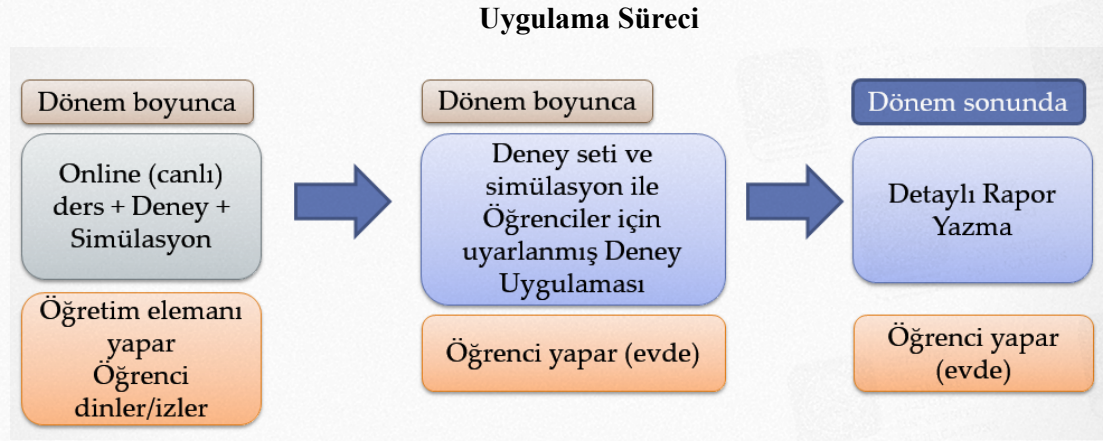 Uygulama Süreci
Dönem boyunca
Online (canlı)
ders + Deney +
Simülasyon
Öğretim elemanı
yapar
Öğrenci
dinler/izler
Dönem boyunca
Deney seti ve
simülasyon ile
Öğrenciler için
uyarlanmış Deney
Uygulaması
Öğrenci yapar (evde)
Dönem sonunda
Detaylı Rapor
Yazma
Öğrenci yapar
(evde)